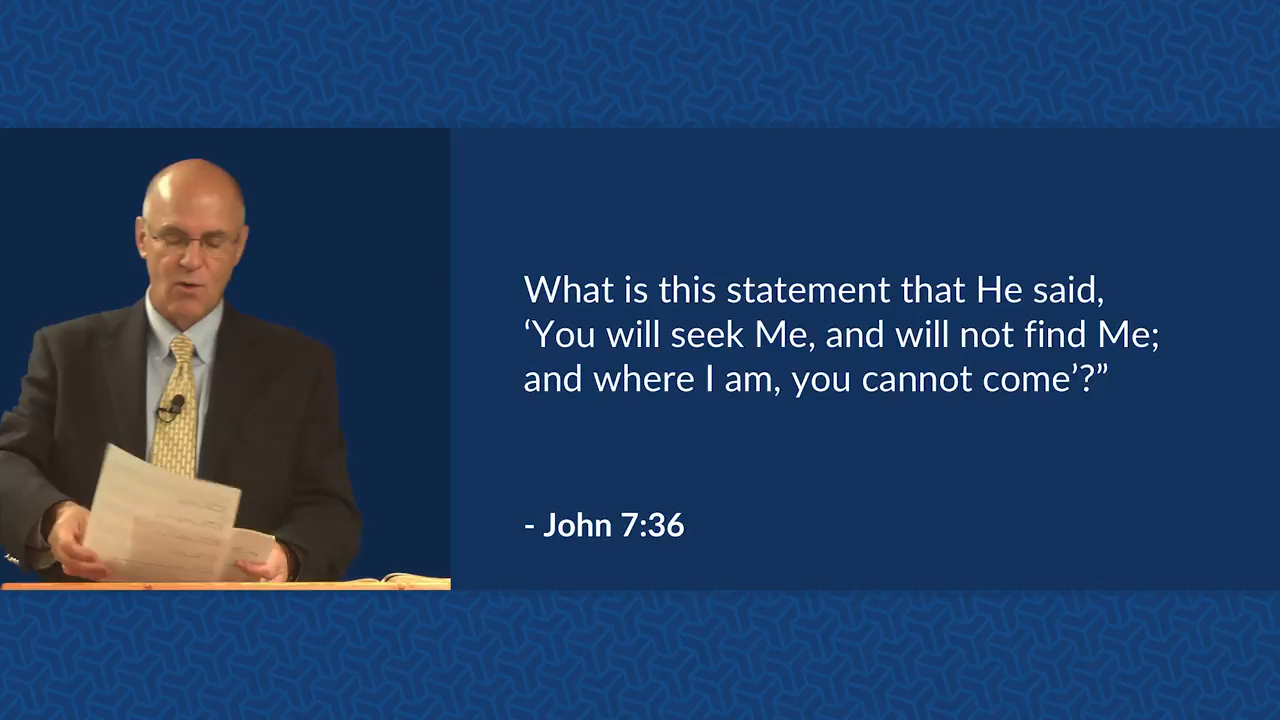 What is this statement that He said,
‘You will seek Me, and will not find Me;
and where I am, you cannot come’?”
- John 7:36